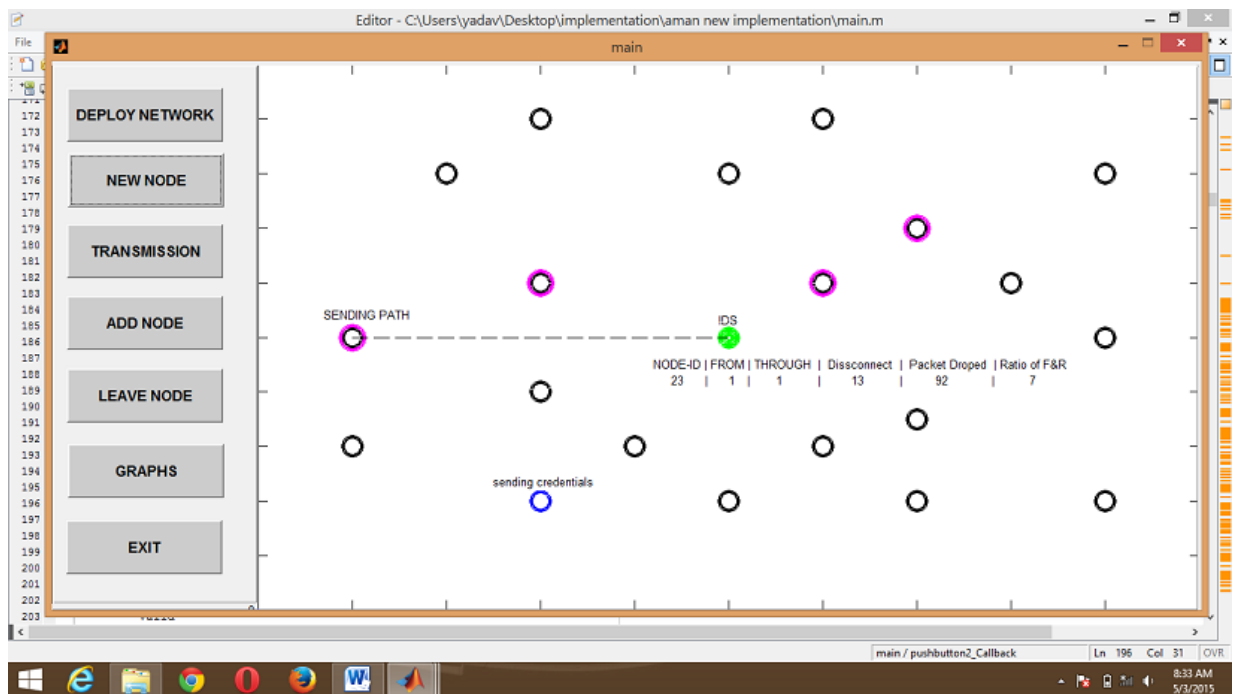 Editor - C:\Users\yadav\Desktop\implementation\aman new implementation\main.m
File
main
DEPLOY NETWORK
NEW NODE
TRANSMISSION
ADD NODE
LEAVE NODE
GRAPHS
EXIT
172
173
174
175
176
177
178
179
180
181
182
183
184
185
186
187
188
189
190
191
192
193
194
195
196
197
198
199
200
201
202
203
SENDING PATH
IDS
NODE-ID | FROM | THROUGH | Dissconnect | Packet Droped | Ratio of F&R
23 | 1 | 1 | 13 | 92 | 7
sending credentials
main / pushbutton2_Callback
Ln 196 Col 31 OVR
8:33 AM
5/3/2015